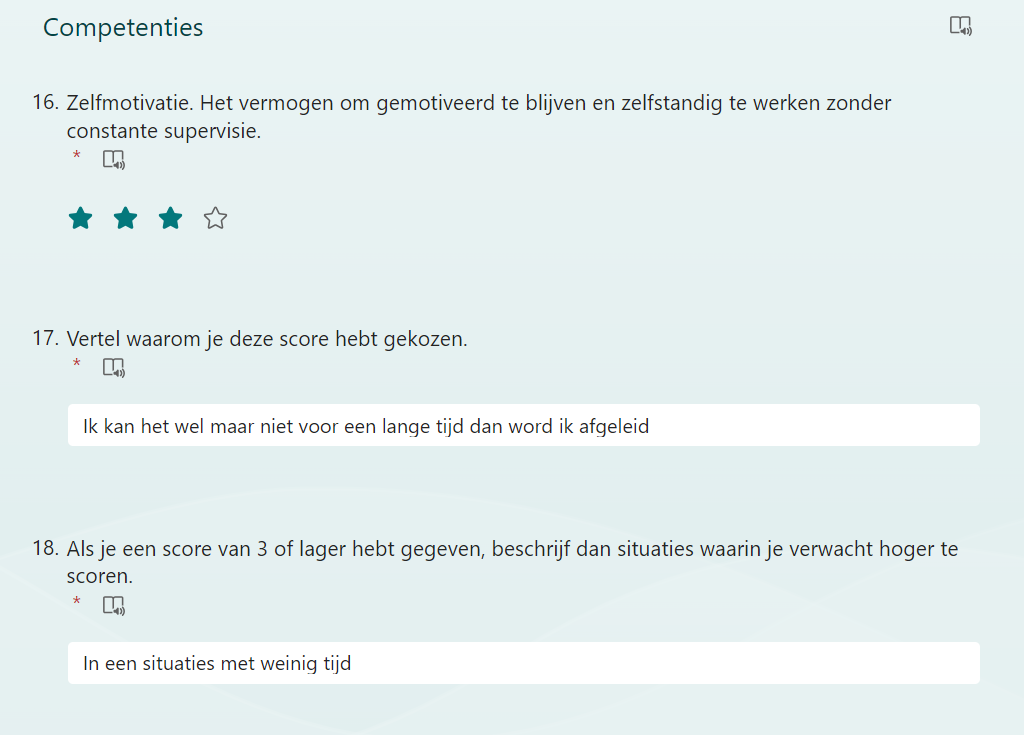 Competenties
16. Zelfmotivatie. Het vermogen om gemotiveerd te blijven en zelfstandig te werken zonder
constante supervisie.
*
17. Vertel waarom je deze score hebt gekozen.
*
Ik kan het wel maar niet voor een lange tijd dan word ik afgeleid
18. Als je een score van 3 of lager hebt gegeven, beschrijf dan situaties waarin je verwacht hoger te
scoren.
*
In een situaties met weinig tijd